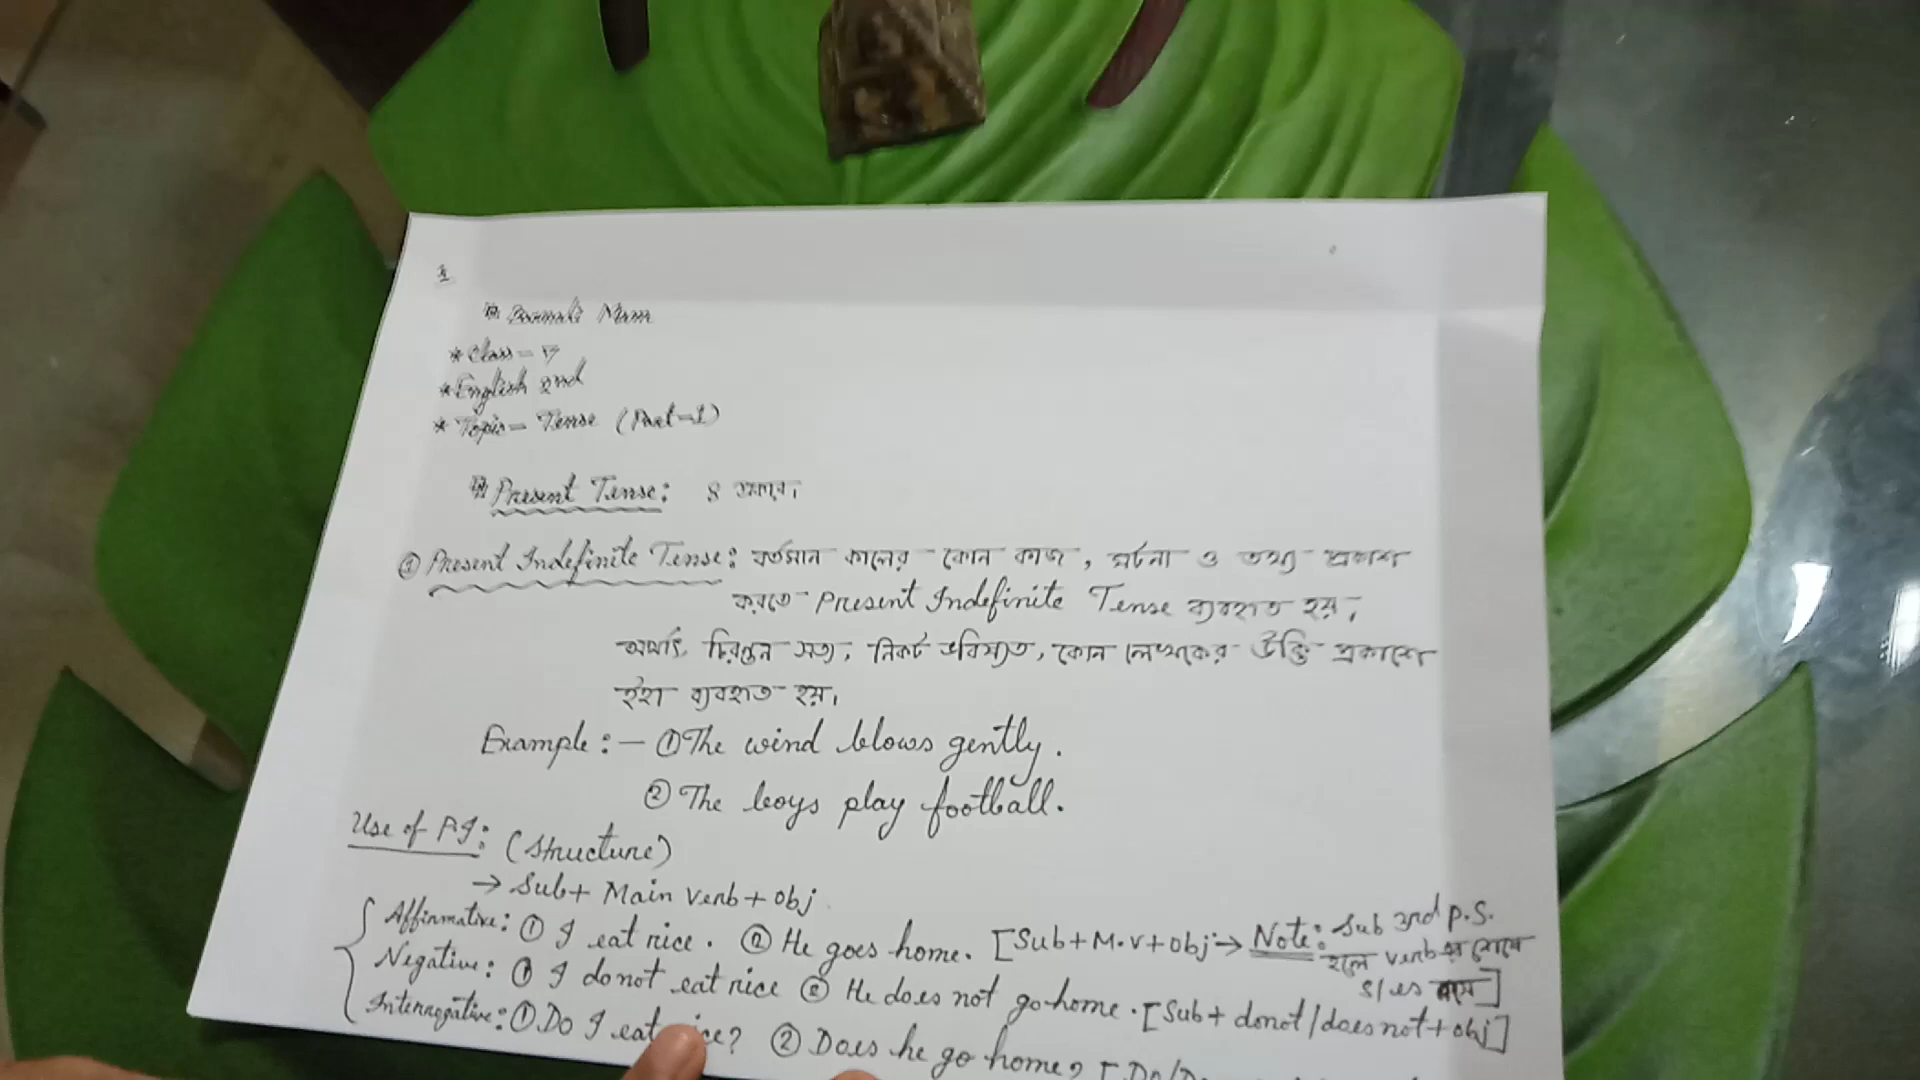 Mam
* Class = V
* English 2nd
* Topic = Tense (Part-1)
Present Tense: ৪ প্রকার।
① Present Indefinite Tense: বর্তমান কালের কোন কাজ, ঘটনা ও তথ্য প্রকাশ
করতে Present Indefinite Tense ব্যবহৃত হয়।
অর্থাৎ চিরন্তন সত্য, নিকট ভবিষ্যত, কোন লেখকের উক্তি প্রকাশে
ইহা ব্যবহৃত হয়।
Example: — ① The wind blows gently.
② The boys play football.
Use of P.I: (Structure)
→ Sub + Main Verb + obj
Affirmative: ① I eat rice. ② He goes home. [Sub + M.v + obj → Note: Sub 3rd p.s.
হলে verb এর শেষে
s/es বসে]
Negative: ① I do not eat rice ② He does not go home. [Sub + donot/does not + obj]
Interrogative: ① Do I eat rice? ② Does he go home? [Do/